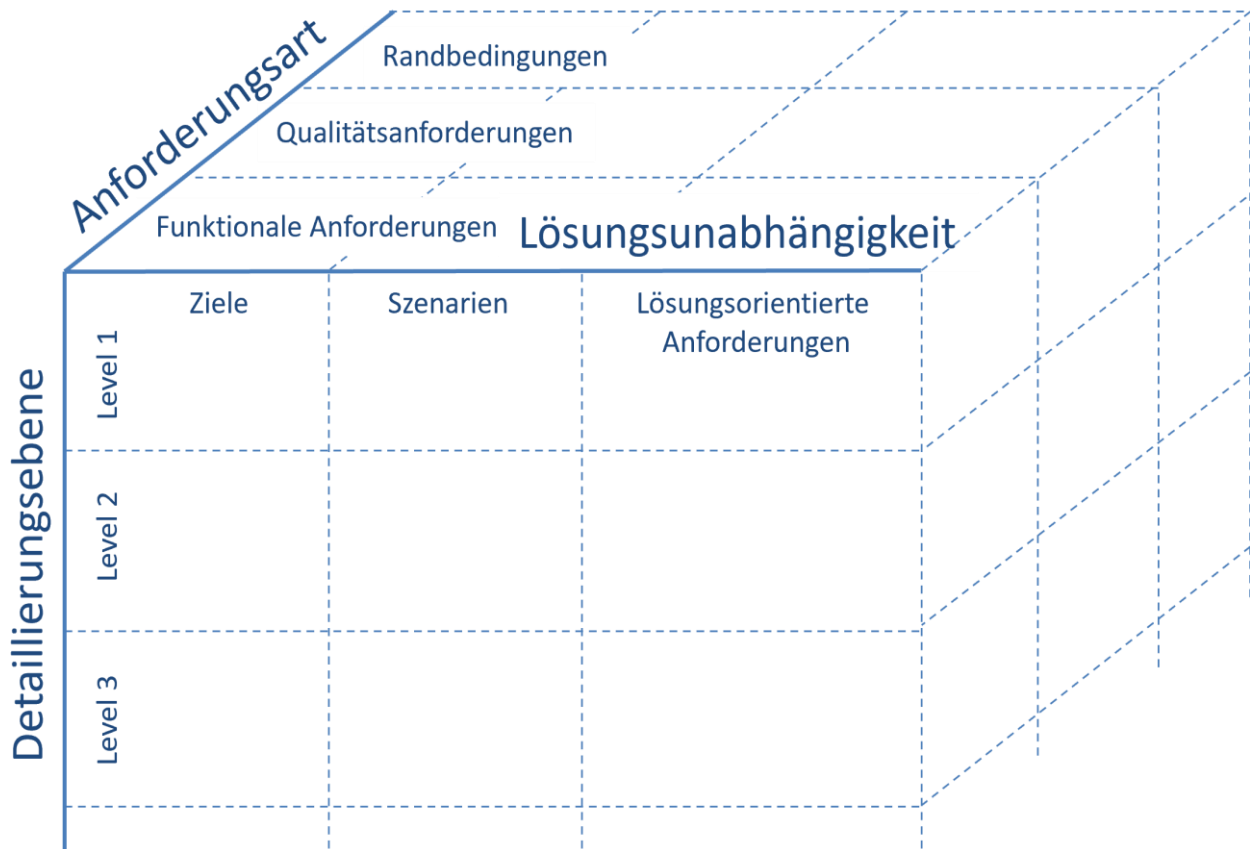 Anforderungsart
Randbedingungen
Qualitätsanforderungen
Funktionale Anforderungen
Lösungsunabhängigkeit
Ziele
Szenarien
Lösungsorientierte
Anforderungen
Detaillierungsebene
Level 1
Level 2
Level 3